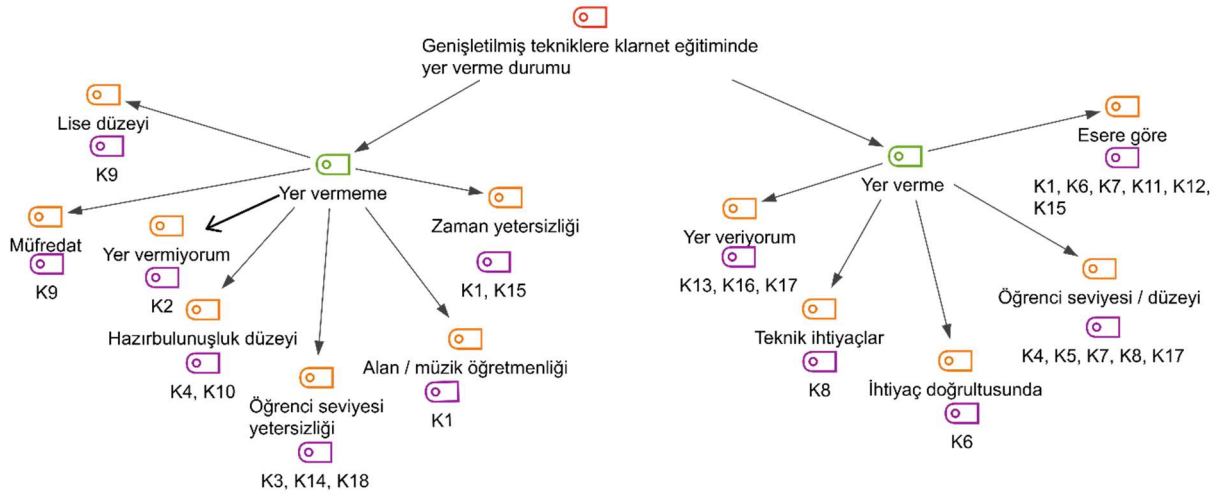 Genişletilmiş tekniklere klarnet eğitiminde
yer verme durumu
Lise düzeyi
K9
Yer vermeme
Müfredat
K9
Yer vermiyorum
K2
Hazırbulunuşluk düzeyi
K4, K10
Öğrenci seviyesi
yetersizliği
K3, K14, K18
Alan / müzik öğretmenliği
K1
Zaman yetersizliği
K1, K15
Yer verme
Esere göre
K1, K6, K7, K11, K12,
K15
Yer veriyorum
K13, K16, K17
Teknik ihtiyaçlar
K8
İhtiyaç doğrultusunda
K6
Öğrenci seviyesi / düzeyi
K4, K5, K7, K8, K17